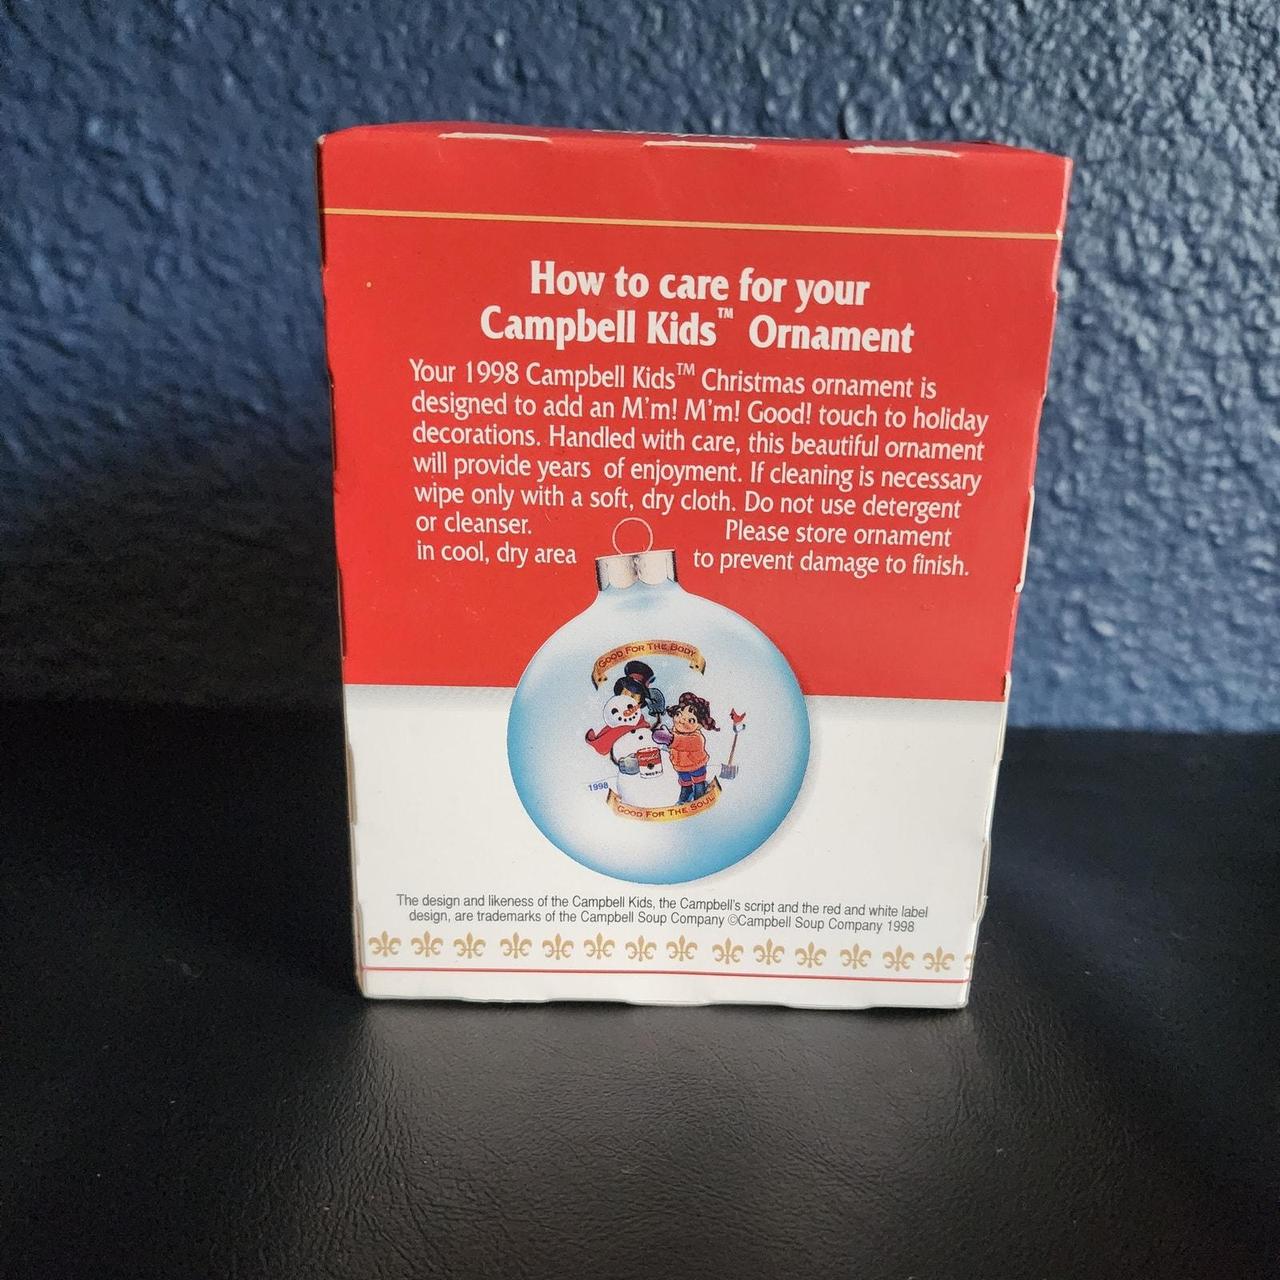 How to care for your
Campbell Kids™ Ornament
Your 1998 Campbell Kids™ Christmas ornament is
designed to add an M'm! M'm! Good! touch to holiday
decorations. Handled with care, this beautiful ornament
will provide years of enjoyment. If cleaning is necessary
wipe only with a soft, dry cloth. Do not use detergent
or cleanser. Please store ornament
in cool, dry area to prevent damage to finish.
GOOD FOR THE BODY
Campbell's
1998
GOOD FOR THE SOUL
The design and likeness of the Campbell Kids, the Campbell's script and the red and white label
design, are trademarks of the Campbell Soup Company ©Campbell Soup Company 1998